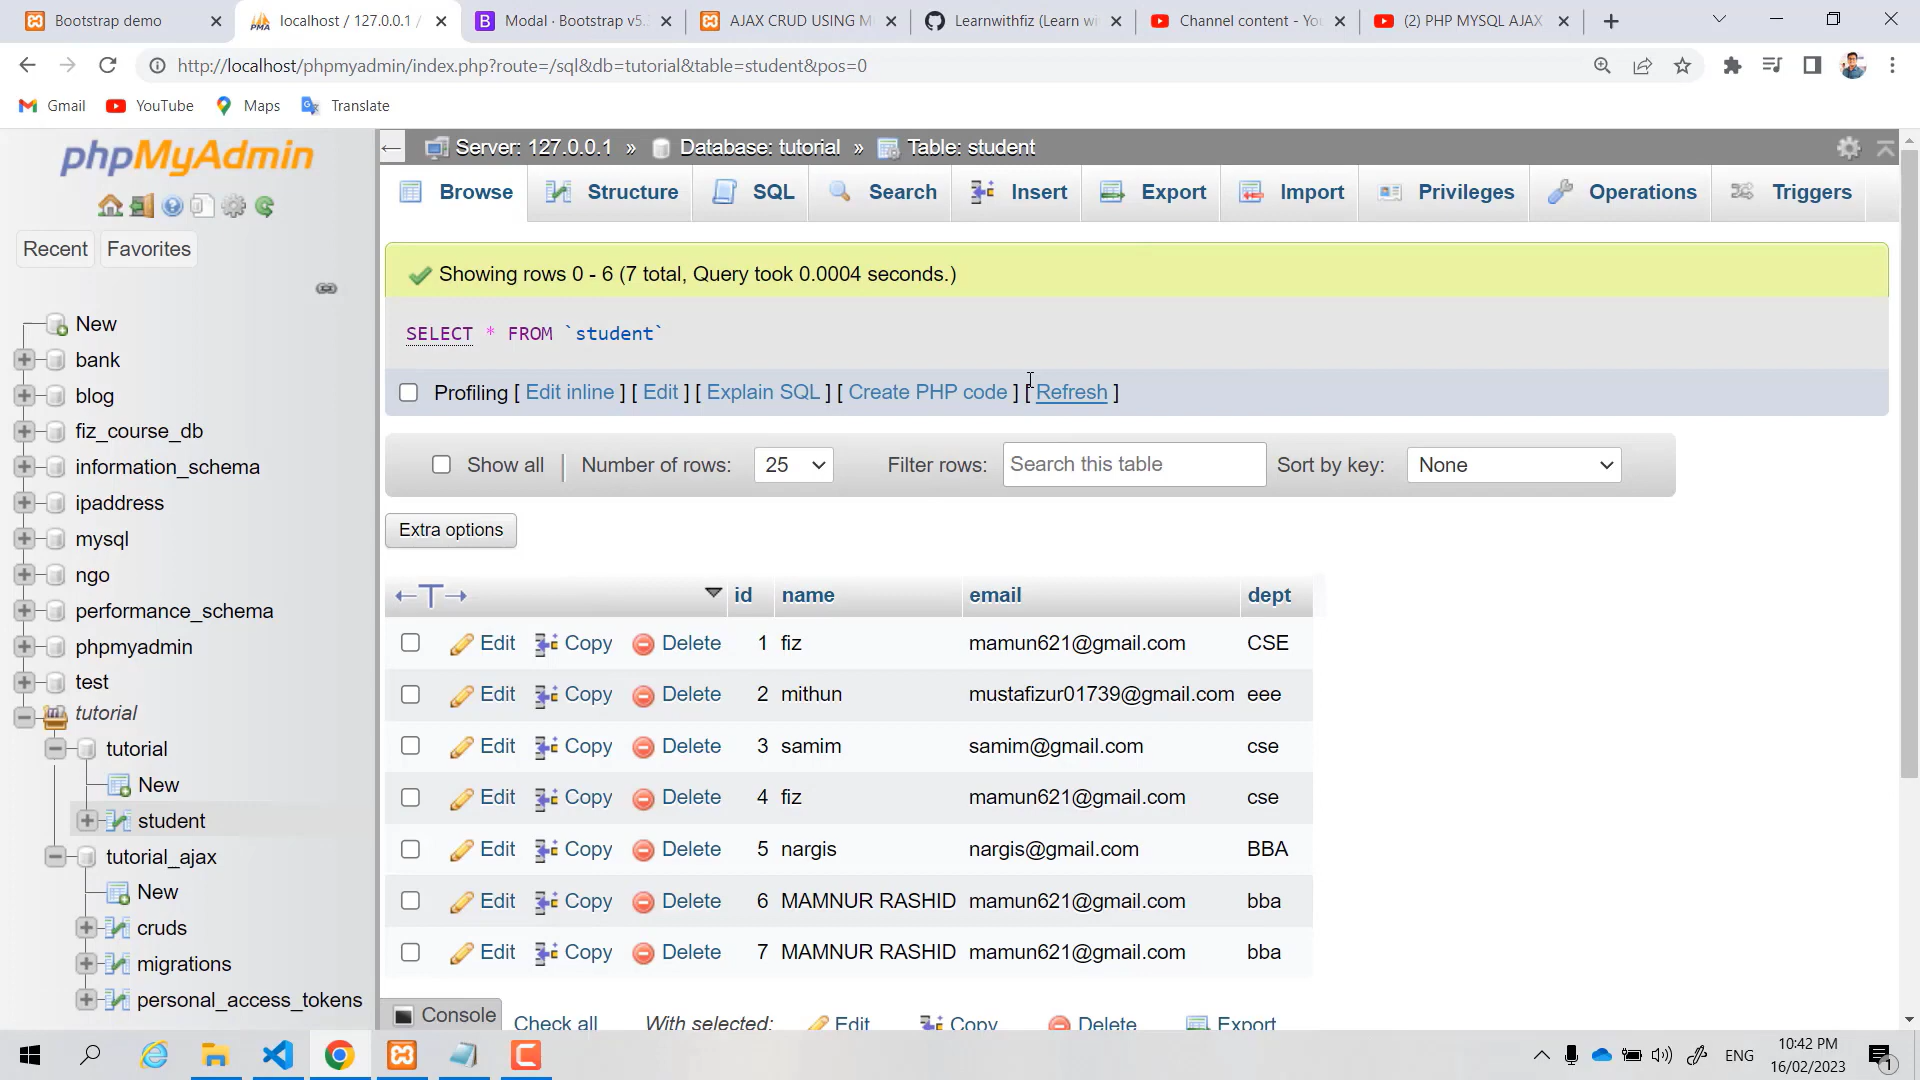 Bootstrap demo
localhost / 127.0.0.1 /
Modal · Bootstrap v5.
AJAX CRUD USING M
Learnwithfiz (Learn wi
Channel content - Yo
(2) PHP MYSQL AJAX
http://localhost/phpmyadmin/index.php?route=/sql&db=tutorial&table=student&pos=0
Gmail YouTube Maps Translate
phpMyAdmin
Recent Favorites
New
bank
blog
fiz_course_db
information_schema
ipaddress
mysql
ngo
performance_schema
phpmyadmin
test
tutorial
tutorial
New
student
tutorial_ajax
New
cruds
migrations
personal_access_tokens
Server: 127.0.0.1 » Database: tutorial » Table: student
Browse Structure SQL Search Insert Export Import Privileges Operations Triggers
Showing rows 0 - 6 (7 total, Query took 0.0004 seconds.)
SELECT * FROM `student`
Profiling [ Edit inline ] [ Edit ] [ Explain SQL ] [ Create PHP code ] [ Refresh ]
Show all | Number of rows: 25 Filter rows: Search this table Sort by key: None
Extra options
←T→ id name email dept
Edit Copy Delete 1 fiz mamun621@gmail.com CSE
Edit Copy Delete 2 mithun mustafizur01739@gmail.com eee
Edit Copy Delete 3 samim samim@gmail.com cse
Edit Copy Delete 4 fiz mamun621@gmail.com cse
Edit Copy Delete 5 nargis nargis@gmail.com BBA
Edit Copy Delete 6 MAMNUR RASHID mamun621@gmail.com bba
Edit Copy Delete 7 MAMNUR RASHID mamun621@gmail.com bba
Console Check all With selected: Edit Copy Delete Export
ENG
10:42 PM
16/02/2023
1